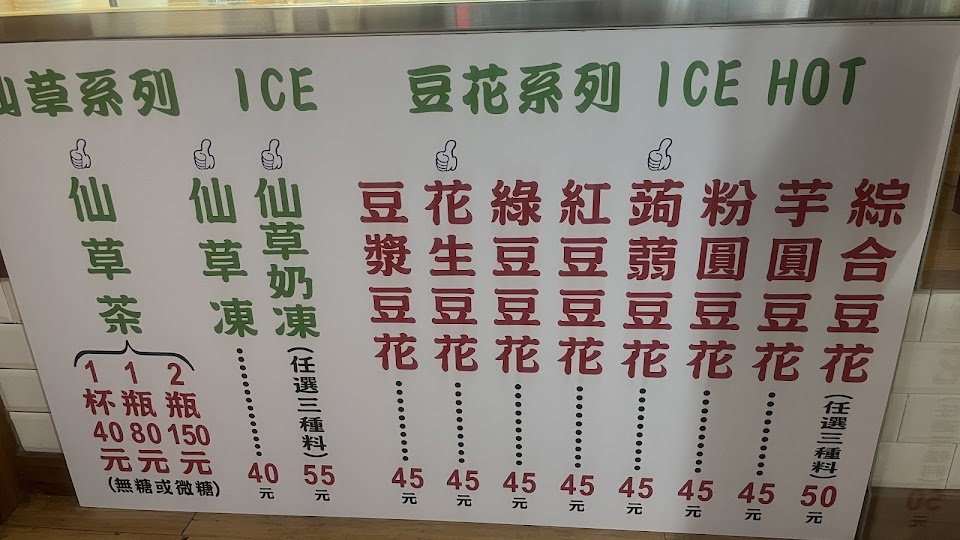 仙草系列 ICE
仙草茶
1杯40元
1瓶80元
2瓶150元
(無糖或微糖)
仙草凍 40元
仙草奶凍(任選三種料) 55元
豆花系列 ICE HOT
豆漿豆花 45元
花生豆花 45元
綠豆豆花 45元
紅豆豆花 45元
蒟蒻豆花 45元
粉圓豆花 45元
芋圓豆花 45元
綜合豆花(任選三種料) 50元